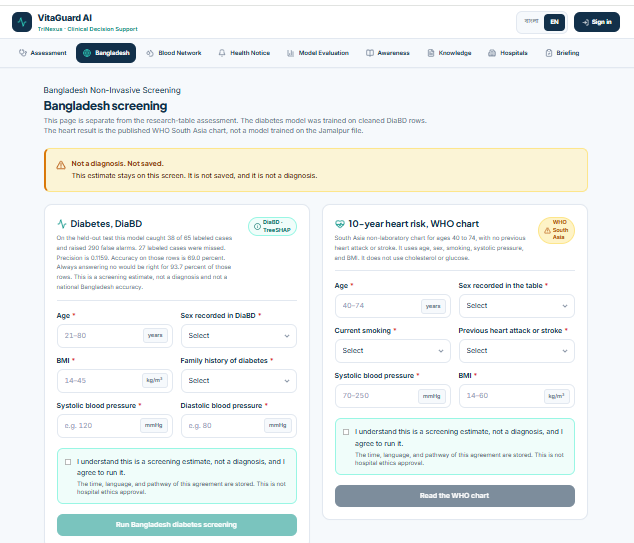 VitaGuard AI
TriNexus · Clinical Decision Support
বাংলা EN Sign in
Assessment Bangladesh Blood Network Health Notice Model Evaluation Awareness Knowledge Hospitals Briefing
Bangladesh Non-Invasive Screening
Bangladesh screening
This page is separate from the research-table assessment. The diabetes model was trained on cleaned DiaBD rows.
The heart result is the published WHO South Asia chart, not a model trained on the Jamalpur file.
Not a diagnosis. Not saved.
This estimate stays on this screen. It is not saved, and it is not a diagnosis.
Diabetes, DiaBD
DiaBD ·
TreeSHAP
On the held-out test this model caught 38 of 65 labeled cases
and raised 290 false alarms. 27 labeled cases were missed.
Precision is 0.1159. Accuracy on those rows is 69.0 percent.
Always answering no would be right for 93.7 percent of those
rows. This is a screening estimate, not a diagnosis and not a
national Bangladesh accuracy.
Age * Sex recorded in DiaBD *
21–80 years Select
BMI * Family history of diabetes *
14–45 kg/m² Select
Systolic blood pressure * Diastolic blood pressure *
e.g. 120 mmHg e.g. 80 mmHg
I understand this is a screening estimate, not a diagnosis, and I
agree to run it.
The time, language, and pathway of this agreement are stored. This is not
hospital ethics approval.
Run Bangladesh diabetes screening
10-year heart risk, WHO chart
WHO
South
Asia
South Asia non-laboratory chart for ages 40 to 74, with no previous
heart attack or stroke. It uses age, sex, smoking, systolic pressure,
and BMI. It does not use cholesterol or glucose.
Age * Sex recorded in the table *
40–74 years Select
Current smoking * Previous heart attack or stroke *
Select Select
Systolic blood pressure * BMI *
70–250 mmHg 14–60 kg/m²
I understand this is a screening estimate, not a diagnosis, and I
agree to run it.
The time, language, and pathway of this agreement are stored. This is not
hospital ethics approval.
Read the WHO chart